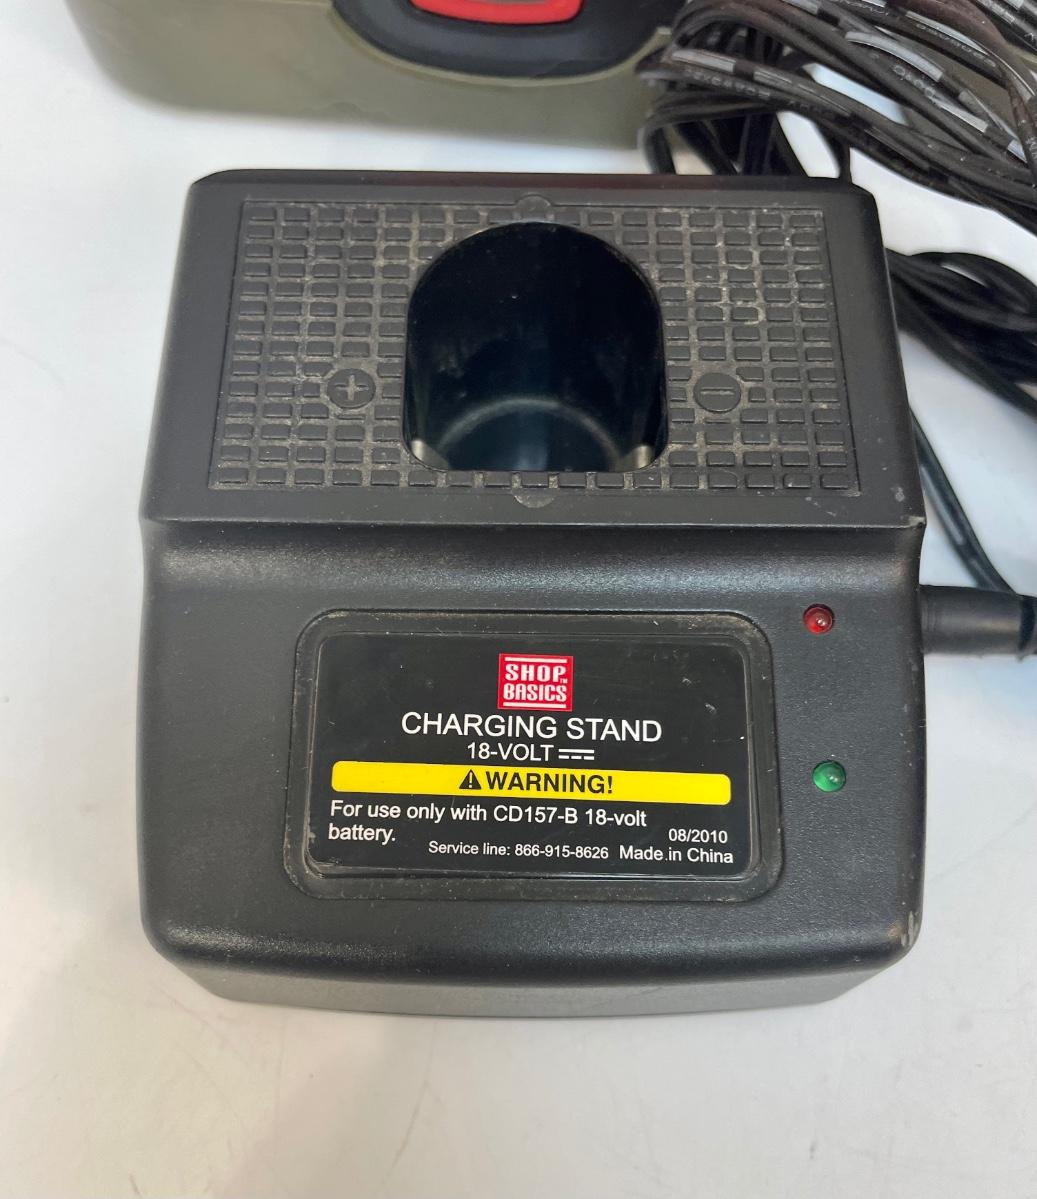 SHOP
BASICS™
CHARGING STAND
18-VOLT
WARNING!
For use only with CD157-B 18-volt
battery.
08/2010
Service line: 866-915-8626 Made in China